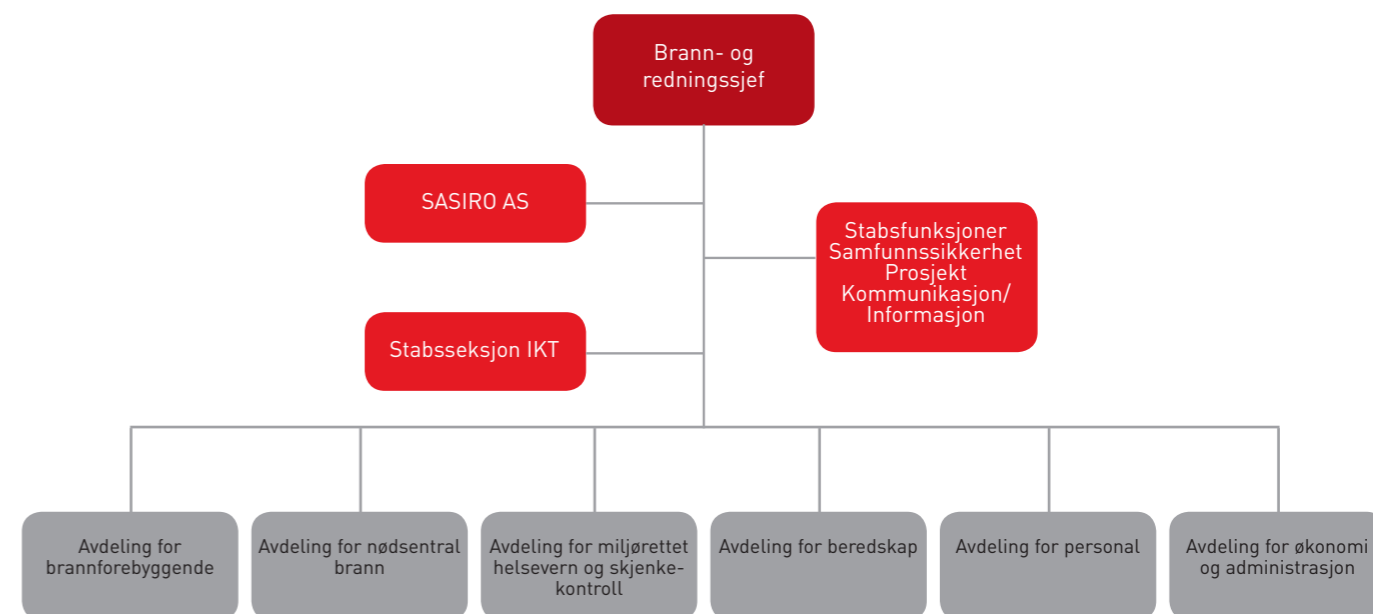 Brann- og
redningssjef
SASIRO AS
Stabsfunksjoner
Samfunnssikkerhet
Prosjekt
Kommunikasjon/
Informasjon
Stabsseksjon IKT
Avdeling for
brannforebyggende
Avdeling for nødsentral
brann
Avdeling for miljørettet
helsevern og skjenke-
kontroll
Avdeling for beredskap
Avdeling for personal
Avdeling for økonomi
og administrasjon